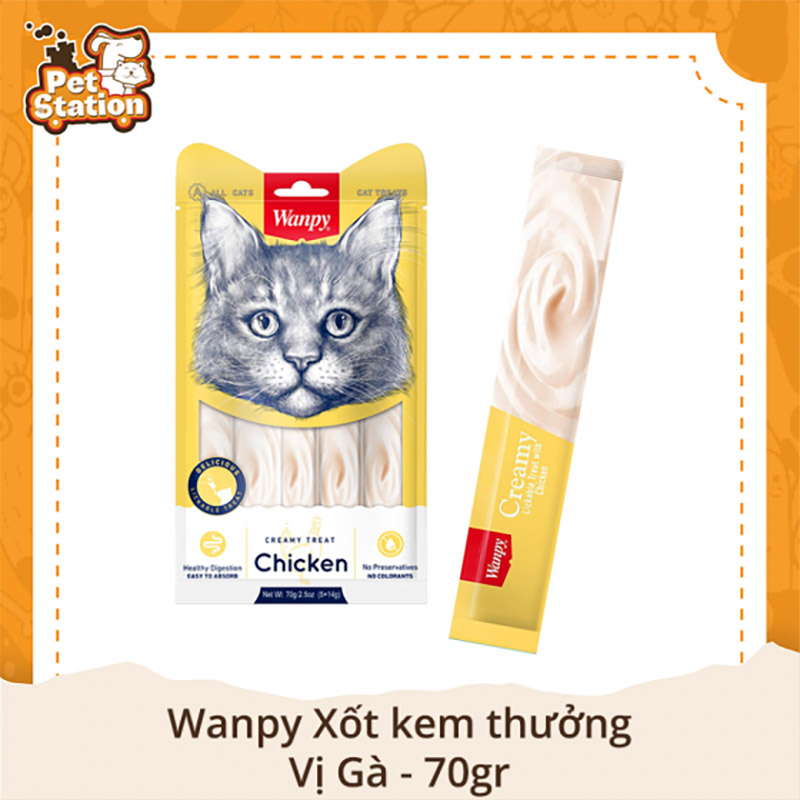 Pet
Station
ALL CATS
CAT TREATS
Wanpy
DELICIOUS
LICKABLE TREAT
CREAMY TREAT
Chicken
Healthy Digestion
EASY TO ABSORB
No Preservatives
NO COLORANTS
Net Wt 70g 2.5oz (5×14g)
Creamy
Lickable Treat with
Chicken
Wanpy
Wanpy Xốt kem thưởng
Vị Gà - 70gr